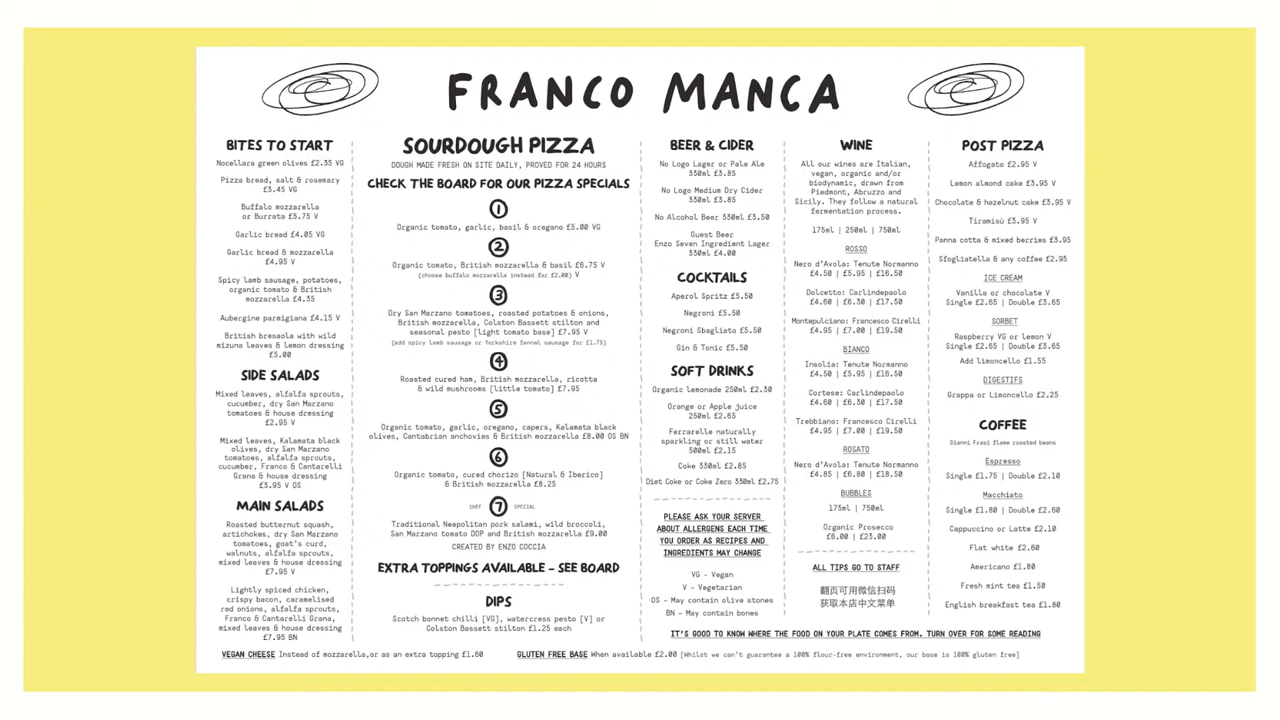 FRANCO MANCA
BITES TO START
Nocellara green olives £2.35 VG
Pizza bread, salt & rosemary
£3.45 VG
Buffalo mozzarella
or Burrata £5.75 V
Garlic bread £4.05 VG
Garlic bread & mozzarella
£4.95 V
Spicy lamb sausage, potatoes,
organic tomato & British
mozzarella £4.35
Aubergine parmigiana £4.15 V
British bresaola with wild
mizuna leaves & lemon dressing
£5.00
SIDE SALADS
Mixed leaves, alfalfa sprouts,
cucumber, dry San Marzano
tomatoes & house dressing
£2.95 V
Mixed leaves, Kalamata black
olives, dry San Marzano
tomatoes, alfalfa sprouts,
cucumber, Franco & Cantarelli
Grana & house dressing
£3.95 V OS
MAIN SALADS
Roasted butternut squash,
artichokes, dry San Marzano
tomatoes, goat's curd,
walnuts, alfalfa sprouts,
mixed leaves & house dressing
£7.95 V
Lightly spiced chicken,
crispy bacon, caramelised
red onions, alfalfa sprouts,
Franco & Cantarelli Grana,
mixed leaves & house dressing
£7.95 BN
SOURDOUGH PIZZA
DOUGH MADE FRESH ON SITE DAILY, PROVED FOR 24 HOURS
CHECK THE BOARD FOR OUR PIZZA SPECIALS
1
Organic tomato, garlic, basil & oregano £5.00 VG
2
Organic tomato, British mozzarella & basil £6.75 V
(choose buffalo mozzarella instead for £2.00) V
3
Dry San Marzano tomatoes, roasted potatoes & onions,
British mozzarella, Colston Bassett stilton and
seasonal pesto [light tomato base] £7.95 V
(add spicy lamb sausage or Yorkshire fennel sausage for £1.75)
4
Roasted cured ham, British mozzarella, ricotta
& wild mushrooms [little tomato] £7.95
5
Organic tomato, garlic, oregano, capers, Kalamata black
olives, Cantabrian anchovies & British mozzarella £8.00 OS BN
6
Organic tomato, cured chorizo [Natural & Iberico]
& British mozzarella £8.25
CHEF 7 SPECIAL
Traditional Neapolitan pork salami, wild broccoli,
San Marzano tomato DOP and British mozzarella £9.00
CREATED BY ENZO COCCIA
EXTRA TOPPINGS AVAILABLE – SEE BOARD
DIPS
Scotch bonnet chilli [VG], watercress pesto [V] or
Colston Bassett stilton £1.25 each
BEER & CIDER
No Logo Lager or Pale Ale
330ml £3.85
No Logo Medium Dry Cider
330ml £3.85
No Alcohol Beer 330ml £3.50
Guest Beer
Enzo Seven Ingredient Lager
330ml £4.00
COCKTAILS
Aperol Spritz £5.50
Negroni £5.50
Negroni Sbagliato £5.50
Gin & Tonic £5.50
SOFT DRINKS
Organic lemonade 250ml £2.30
Orange or Apple juice
250ml £2.65
Ferrarelle naturally
sparkling or still water
500ml £2.15
Coke 330ml £2.85
Diet Coke or Coke Zero 330ml £2.75
PLEASE ASK YOUR SERVER
ABOUT ALLERGENS EACH TIME
YOU ORDER AS RECIPES AND
INGREDIENTS MAY CHANGE
VG – Vegan
V – Vegetarian
OS – May contain olive stones
BN – May contain bones
WINE
All our wines are Italian,
vegan, organic and/or
biodynamic, drawn from
Piedmont, Abruzzo and
Sicily. They follow a natural
fermentation process.
175ml | 250ml | 750ml
ROSSO
Nero d'Avola: Tenute Normanno
£4.50 | £5.95 | £16.50
Dolcetto: Carlindepaolo
£4.60 | £6.30 | £17.50
Montepulciano: Francesco Cirelli
£4.95 | £7.00 | £19.50
BIANCO
Insolia: Tenute Normanno
£4.50 | £5.95 | £16.50
Cortese: Carlindepaolo
£4.60 | £6.30 | £17.50
Trebbiano: Francesco Cirelli
£4.95 | £7.00 | £19.50
ROSATO
Nero d'Avola: Tenute Normanno
£4.85 | £6.80 | £18.50
BUBBLES
175ml | 750ml
Organic Prosecco
£6.00 | £23.00
ALL TIPS GO TO STAFF
翻页可用微信扫码
获取本店中文菜单
POST PIZZA
Affogato £2.95 V
Lemon almond cake £3.95 V
Chocolate & hazelnut cake £3.95 V
Tiramisù £3.95 V
Panna cotta & mixed berries £3.95
Sfogliatella & any coffee £2.95
ICE CREAM
Vanilla or chocolate V
Single £2.65 | Double £3.65
SORBET
Raspberry VG or lemon V
Single £2.65 | Double £3.65
Add limoncello £1.55
DIGESTIFS
Grappa or Limoncello £2.25
COFFEE
Gianni Frasi flame roasted beans
Espresso
Single £1.75 | Double £2.10
Macchiato
Single £1.80 | Double £2.60
Cappuccino or Latte £2.10
Flat white £2.60
Americano £1.80
Fresh mint tea £1.50
English breakfast tea £1.80
IT'S GOOD TO KNOW WHERE THE FOOD ON YOUR PLATE COMES FROM. TURN OVER FOR SOME READING
VEGAN CHEESE Instead of mozzarella,or as an extra topping £1.60
GLUTEN FREE BASE When available £2.00 [Whilst we can't guarantee a 100% flour-free environment, our base is 100% gluten free]